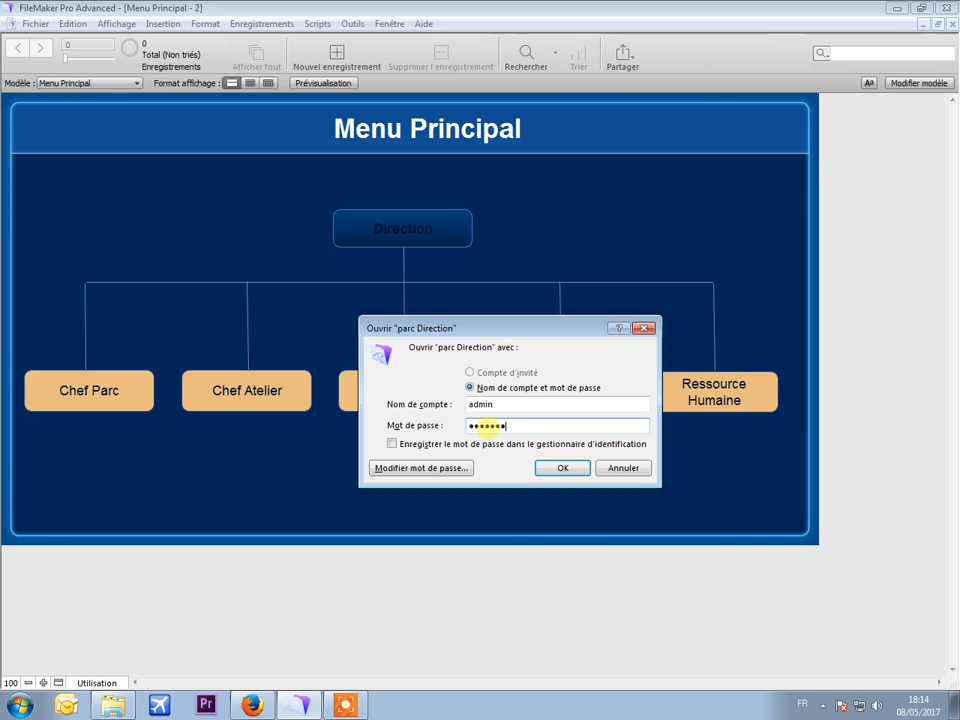 FileMaker Pro Advanced - [Menu Principal - 2]
Fichier Edition Affichage Insertion Format Enregistrements Scripts Outils Fenêtre Aide
0
0
Total (Non triés)
Enregistrements
Afficher tout
Nouvel enregistrement
Supprimer l'enregistrement
Rechercher
Trier
Partager
Modèle : Menu Principal
Format affichage :
Prévisualisation
Aa
Modifier modèle
Menu Principal
Direction
Chef Parc
Chef Atelier
Ressource
Humaine
Ouvrir "parc Direction"
Ouvrir "parc Direction" avec :
Compte d'invité
Nom de compte et mot de passe
Nom de compte : admin
Mot de passe : •••••••
Enregistrer le mot de passe dans le gestionnaire d'identification
Modifier mot de passe...
OK
Annuler
100
Utilisation
Pr
FR
18:14
08/05/2017